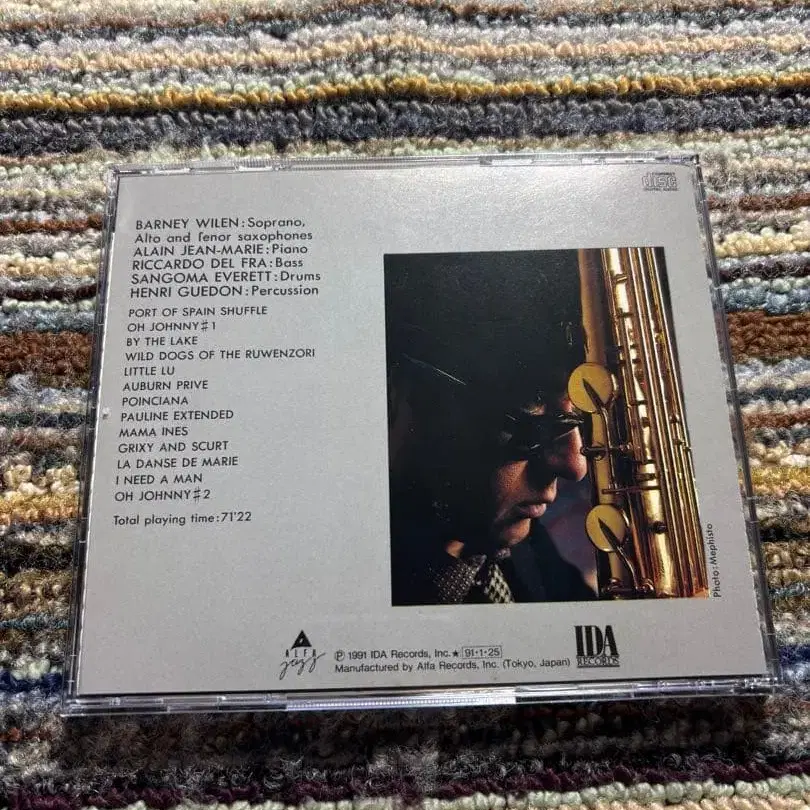 COMPACT
DISC
DIGITAL AUDIO
BARNEY WILEN:Soprano,
Alto and Tenor saxophones
ALAIN JEAN-MARIE:Piano
RICCARDO DEL FRA:Bass
SANGOMA EVERETT:Drums
HENRI GUEDON:Percussion
PORT OF SPAIN SHUFFLE
OH JOHNNY♯1
BY THE LAKE
WILD DOGS OF THE RUWENZORI
LITTLE LU
AUBURN PRIVE
POINCIANA
PAULINE EXTENDED
MAMA INES
GRIXY AND SCURT
LA DANSE DE MARIE
I NEED A MAN
OH JOHNNY♯2
Total playing time:71'22
Photo:Mephisto
ALFA
jazz
℗ 1991 IDA Records, Inc.★ 91·1·25
Manufactured by Alfa Records, Inc. (Tokyo, Japan)
IDA
RECORDS